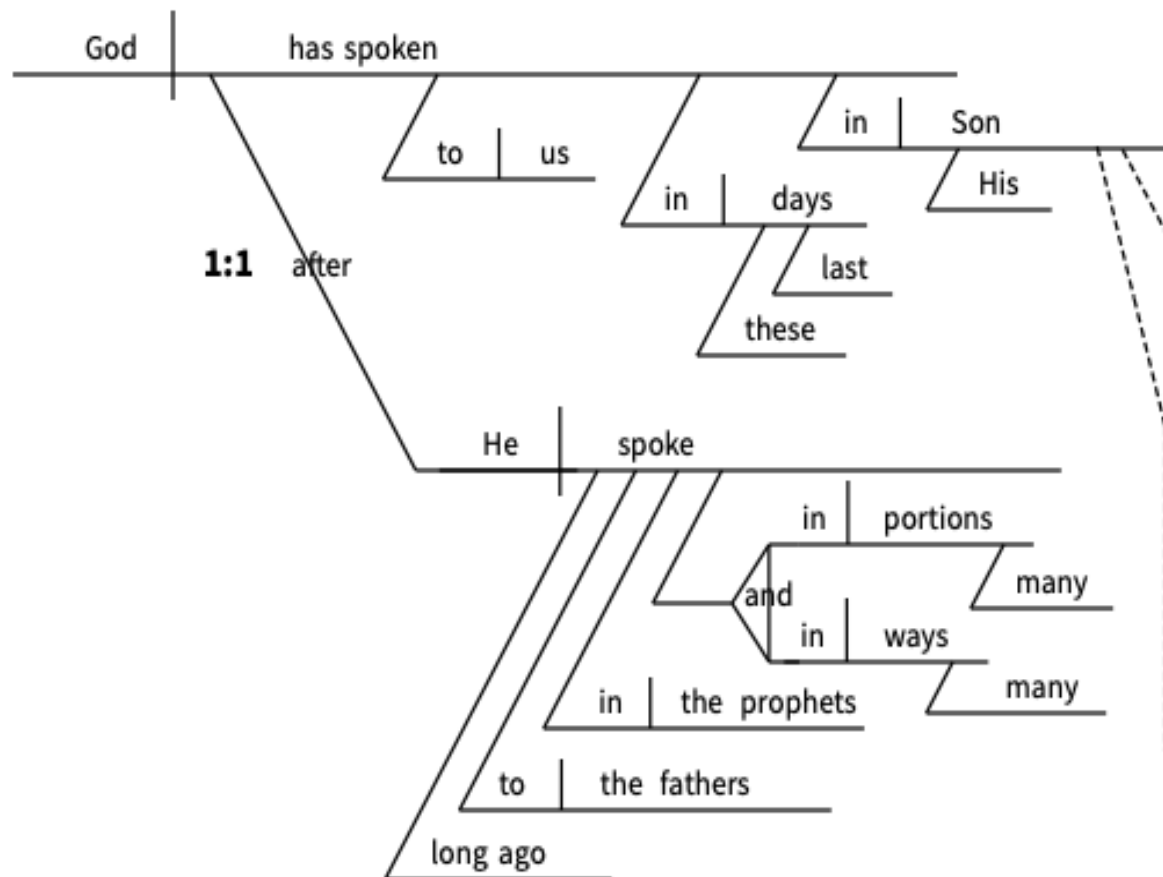 God has spoken
in Son
to us
His
in days
1:1 after
last
these
He spoke
in portions
many
and
in ways
many
in the prophets
to the fathers
long ago